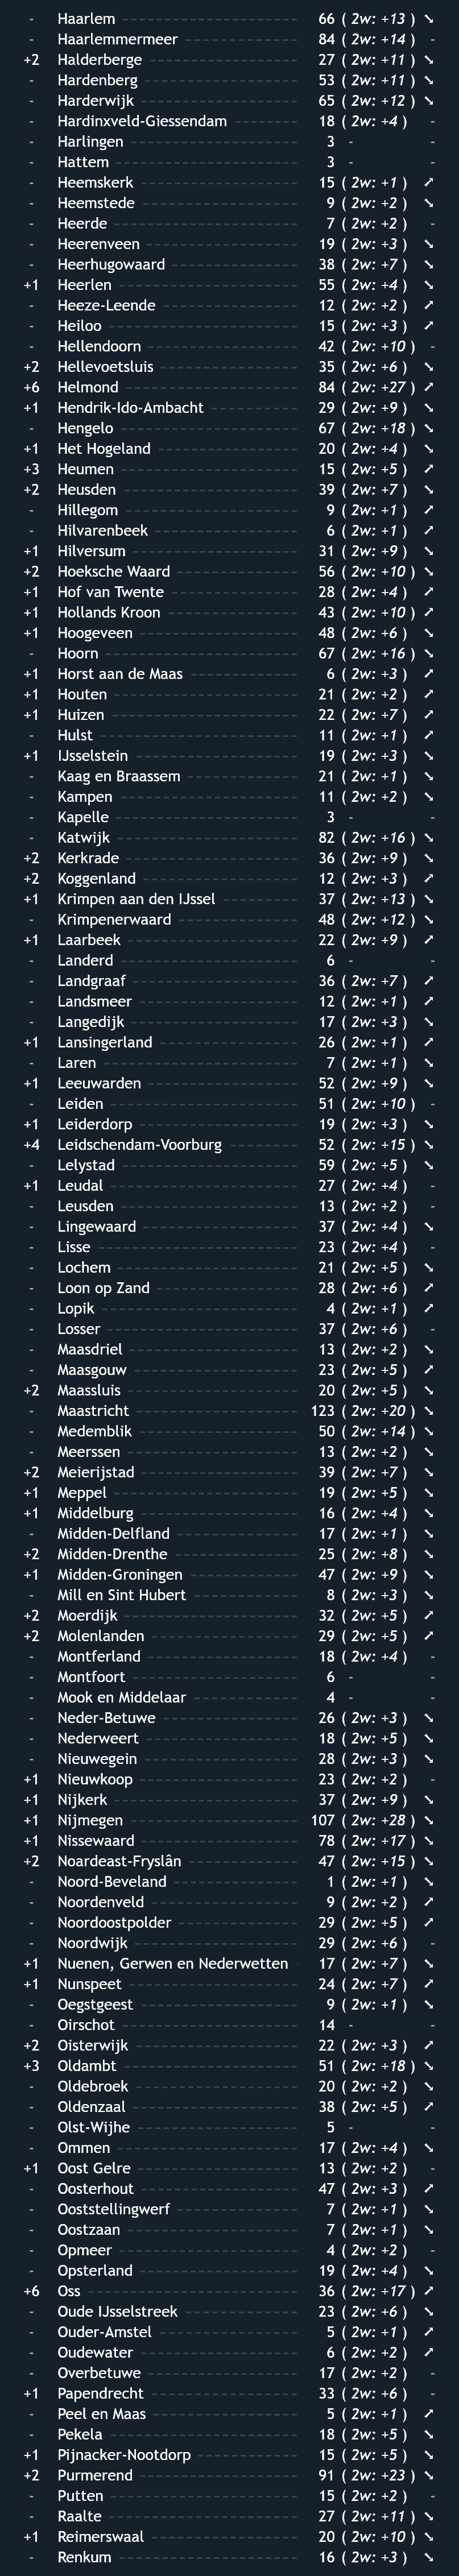 - Haarlem 66 ( 2w: +13 ) ↘
- Haarlemmermeer 84 ( 2w: +14 ) -
+2 Halderberge 27 ( 2w: +11 ) ↘
- Hardenberg 53 ( 2w: +11 ) ↘
- Harderwijk 65 ( 2w: +12 ) ↘
- Hardinxveld-Giessendam 18 ( 2w: +4 ) -
- Harlingen 3 - -
- Hattem 3 - -
- Heemskerk 15 ( 2w: +1 ) ↗
- Heemstede 9 ( 2w: +2 ) ↘
- Heerde 7 ( 2w: +2 ) -
- Heerenveen 19 ( 2w: +3 ) ↘
- Heerhugowaard 38 ( 2w: +7 ) ↘
+1 Heerlen 55 ( 2w: +4 ) ↘
- Heeze-Leende 12 ( 2w: +2 ) ↗
- Heiloo 15 ( 2w: +3 ) ↗
- Hellendoorn 42 ( 2w: +10 ) -
+2 Hellevoetsluis 35 ( 2w: +6 ) ↘
+6 Helmond 84 ( 2w: +27 ) ↗
+1 Hendrik-Ido-Ambacht 29 ( 2w: +9 ) ↘
- Hengelo 67 ( 2w: +18 ) ↘
+1 Het Hogeland 20 ( 2w: +4 ) ↘
+3 Heumen 15 ( 2w: +5 ) ↗
+2 Heusden 39 ( 2w: +7 ) ↘
- Hillegom 9 ( 2w: +1 ) ↗
- Hilvarenbeek 6 ( 2w: +1 ) ↗
+1 Hilversum 31 ( 2w: +9 ) ↘
+2 Hoeksche Waard 56 ( 2w: +10 ) ↘
+1 Hof van Twente 28 ( 2w: +4 ) ↗
+1 Hollands Kroon 43 ( 2w: +10 ) ↗
+1 Hoogeveen 48 ( 2w: +6 ) ↘
- Hoorn 67 ( 2w: +16 ) ↘
+1 Horst aan de Maas 6 ( 2w: +3 ) ↗
+1 Houten 21 ( 2w: +2 ) ↗
+1 Huizen 22 ( 2w: +7 ) ↗
- Hulst 11 ( 2w: +1 ) ↗
+1 IJsselstein 19 ( 2w: +3 ) ↘
- Kaag en Braassem 21 ( 2w: +1 ) ↘
- Kampen 11 ( 2w: +2 ) ↘
- Kapelle 3 - -
- Katwijk 82 ( 2w: +16 ) ↘
+2 Kerkrade 36 ( 2w: +9 ) ↘
+2 Koggenland 12 ( 2w: +3 ) ↗
+1 Krimpen aan den IJssel 37 ( 2w: +13 ) ↘
- Krimpenerwaard 48 ( 2w: +12 ) ↘
+1 Laarbeek 22 ( 2w: +9 ) ↗
- Landerd 6 - -
- Landgraaf 36 ( 2w: +7 ) ↗
- Landsmeer 12 ( 2w: +1 ) ↗
- Langedijk 17 ( 2w: +3 ) ↘
+1 Lansingerland 26 ( 2w: +1 ) ↗
- Laren 7 ( 2w: +1 ) ↘
+1 Leeuwarden 52 ( 2w: +9 ) ↘
- Leiden 51 ( 2w: +10 ) -
+1 Leiderdorp 19 ( 2w: +3 ) ↘
+4 Leidschendam-Voorburg 52 ( 2w: +15 ) ↘
- Lelystad 59 ( 2w: +5 ) ↘
+1 Leudal 27 ( 2w: +4 ) -
- Leusden 13 ( 2w: +2 ) -
- Lingewaard 37 ( 2w: +4 ) ↘
- Lisse 23 ( 2w: +4 ) -
- Lochem 21 ( 2w: +5 ) ↘
- Loon op Zand 28 ( 2w: +6 ) ↗
- Lopik 4 ( 2w: +1 ) ↗
- Losser 37 ( 2w: +6 ) -
- Maasdriel 13 ( 2w: +2 ) ↘
- Maasgouw 23 ( 2w: +5 ) ↗
+2 Maassluis 20 ( 2w: +5 ) ↘
- Maastricht 123 ( 2w: +20 ) ↘
- Medemblik 50 ( 2w: +14 ) ↘
- Meerssen 13 ( 2w: +2 ) ↘
+2 Meierijstad 39 ( 2w: +7 ) ↘
+1 Meppel 19 ( 2w: +5 ) ↘
+1 Middelburg 16 ( 2w: +4 ) ↘
- Midden-Delfland 17 ( 2w: +1 ) ↘
+2 Midden-Drenthe 25 ( 2w: +8 ) ↘
+1 Midden-Groningen 47 ( 2w: +9 ) ↘
- Mill en Sint Hubert 8 ( 2w: +3 ) ↘
+2 Moerdijk 32 ( 2w: +5 ) ↗
+2 Molenlanden 29 ( 2w: +5 ) ↗
- Montferland 18 ( 2w: +4 ) -
- Montfoort 6 - -
- Mook en Middelaar 4 - -
- Neder-Betuwe 26 ( 2w: +3 ) ↘
- Nederweert 18 ( 2w: +5 ) ↘
- Nieuwegein 28 ( 2w: +3 ) ↘
+1 Nieuwkoop 23 ( 2w: +2 ) -
+1 Nijkerk 37 ( 2w: +9 ) ↘
+1 Nijmegen 107 ( 2w: +28 ) ↗
+1 Nissewaard 78 ( 2w: +17 ) ↘
+2 Noardeast-Fryslân 47 ( 2w: +15 ) ↘
- Noord-Beveland 1 ( 2w: +1 ) ↘
- Noordenveld 9 ( 2w: +2 ) ↗
- Noordoostpolder 29 ( 2w: +5 ) ↗
- Noordwijk 29 ( 2w: +6 ) -
+1 Nuenen, Gerwen en Nederwetten 17 ( 2w: +7 ) ↘
+1 Nunspeet 24 ( 2w: +7 ) ↗
- Oegstgeest 9 ( 2w: +1 ) ↘
- Oirschot 14 - -
+2 Oisterwijk 22 ( 2w: +3 ) ↗
+3 Oldambt 51 ( 2w: +18 ) ↘
- Oldebroek 20 ( 2w: +2 ) ↘
- Oldenzaal 38 ( 2w: +5 ) ↗
- Olst-Wijhe 5 - -
- Ommen 17 ( 2w: +4 ) ↘
+1 Oost Gelre 13 ( 2w: +2 ) -
- Oosterhout 47 ( 2w: +3 ) ↗
- Ooststellingwerf 7 ( 2w: +1 ) ↘
- Oostzaan 7 ( 2w: +1 ) ↘
- Opmeer 4 ( 2w: +2 ) -
- Opsterland 19 ( 2w: +4 ) ↘
+6 Oss 36 ( 2w: +17 ) ↗
- Oude IJsselstreek 23 ( 2w: +6 ) ↘
- Ouder-Amstel 5 ( 2w: +1 ) ↗
- Oudewater 6 ( 2w: +2 ) ↗
- Overbetuwe 17 ( 2w: +2 ) -
+1 Papendrecht 33 ( 2w: +6 ) -
- Peel en Maas 5 ( 2w: +1 ) ↗
- Pekela 18 ( 2w: +5 ) ↘
+1 Pijnacker-Nootdorp 15 ( 2w: +5 ) ↘
+2 Purmerend 91 ( 2w: +23 ) ↘
- Putten 15 ( 2w: +2 ) -
- Raalte 27 ( 2w: +11 ) ↘
+1 Reimerswaal 20 ( 2w: +10 ) ↘
- Renkum 16 ( 2w: +3 ) ↘